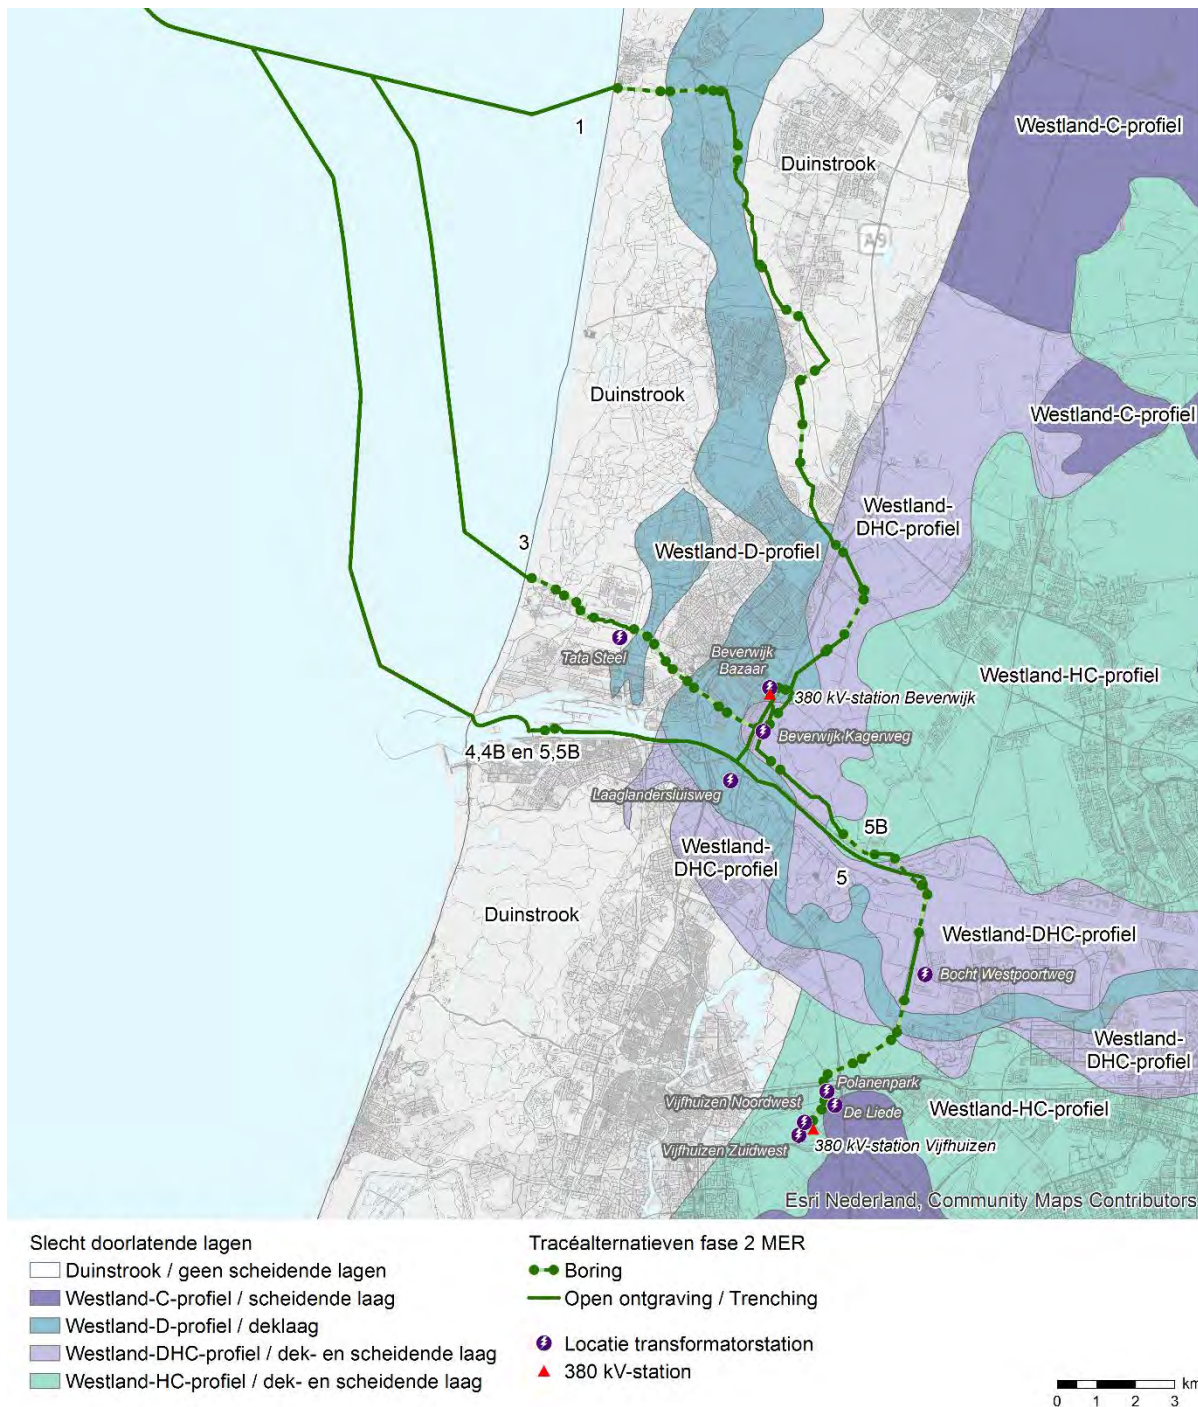 Westland-C-profiel
1
Duinstrook
A9
Duinstrook
Westland-C-profiel
Westland-
DHC-profiel
3
Westland-D-profiel
Tata Steel
Beverwijk
Bazaar
Westland-HC-profiel
380 kV-station Beverwijk
Beverwijk Kagerweg
4,4B en 5,5B
Laaglandersluisweg
5B
Westland-
DHC-profiel
5
Duinstrook
Westland-DHC-profiel
Bocht Westpoortweg
Westland-
DHC-profiel
Polanenpark
Vijfhuizen Noordwest
De Liede
Westland-HC-profiel
380 kV-station Vijfhuizen
Vijfhuizen Zuidwest
Esri Nederland, Community Maps Contributors
Slecht doorlatende lagen
Duinstrook / geen scheidende lagen
Westland-C-profiel / scheidende laag
Westland-D-profiel / deklaag
Westland-DHC-profiel / dek- en scheidende laag
Westland-HC-profiel / dek- en scheidende laag
Tracéalternatieven fase 2 MER
Boring
Open ontgraving / Trenching
Locatie transformatorstation
380 kV-station
km
0 1 2 3